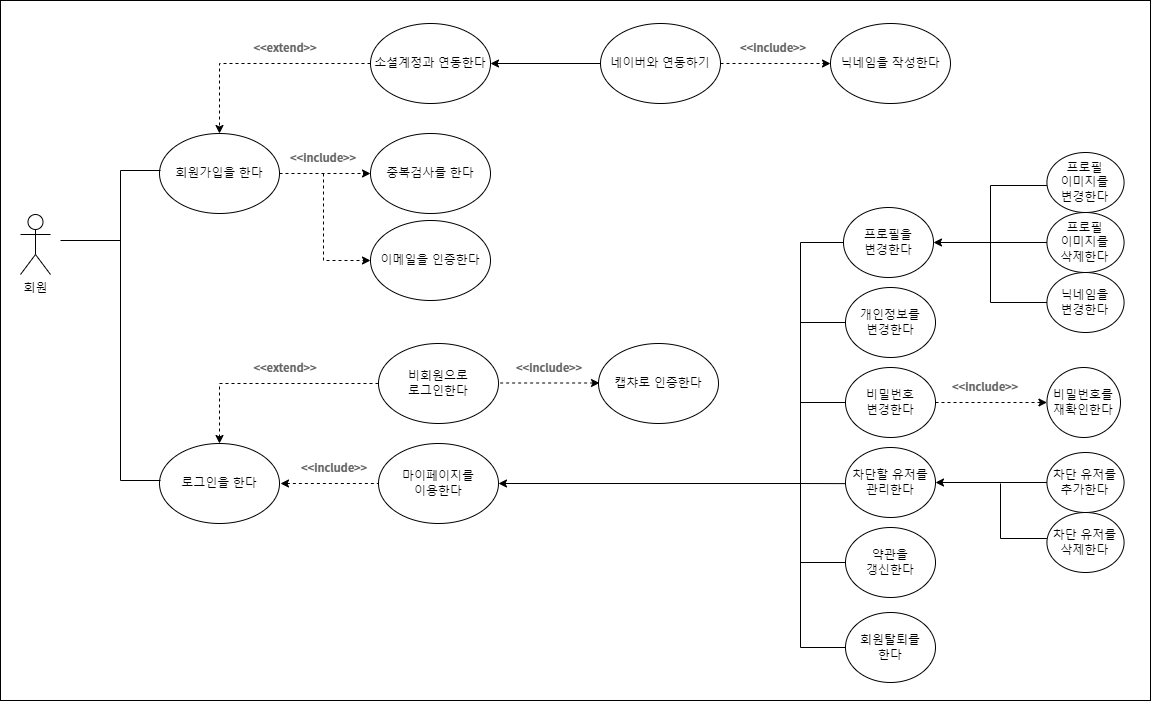 <<extend>>
소셜계정과 연동한다
네이버와 연동하기
<<include>>
닉네임을 작성한다
회원가입을 한다
<<include>>
중복검사를 한다
이메일을 인증한다
회원
프로필
이미지를
변경한다
프로필을
변경한다
프로필
이미지를
삭제한다
닉네임을
변경한다
개인정보를
변경한다
<<extend>>
비회원으로
로그인한다
<<include>>
캡챠로 인증한다
비밀번호
변경한다
<<include>>
비밀번호를
재확인한다
로그인을 한다
<<include>>
마이페이지를
이용한다
차단할 유저를
관리한다
차단 유저를
추가한다
차단 유저를
삭제한다
약관을
갱신한다
회원탈퇴를
한다